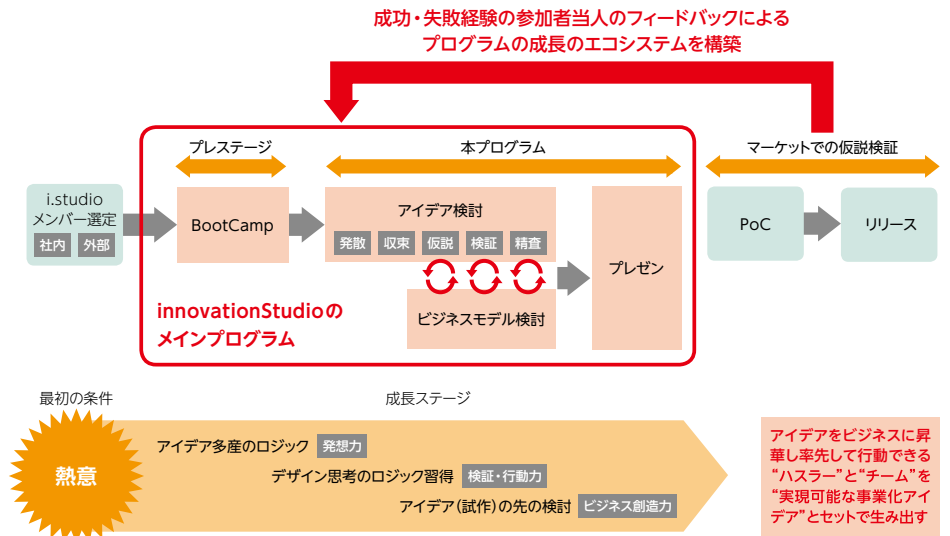 成功・失敗経験の参加者当人のフィードバックによる
プログラムの成長のエコシステムを構築
プレステージ
本プログラム
マーケットでの仮説検証
i.studio
メンバー選定
社内 外部
BootCamp
アイデア検討
発散 収束 仮説 検証 精査
ビジネスモデル検討
プレゼン
PoC
リリース
innovationStudioの
メインプログラム
最初の条件
成長ステージ
熱意
アイデア多産のロジック 発想力
デザイン思考のロジック習得 検証・行動力
アイデア(試作)の先の検討 ビジネス創造力
アイデアをビジネスに昇
華し率先して行動できる
“ハスラー”と“チーム”を
“実現可能な事業化アイ
デア”とセットで生み出す